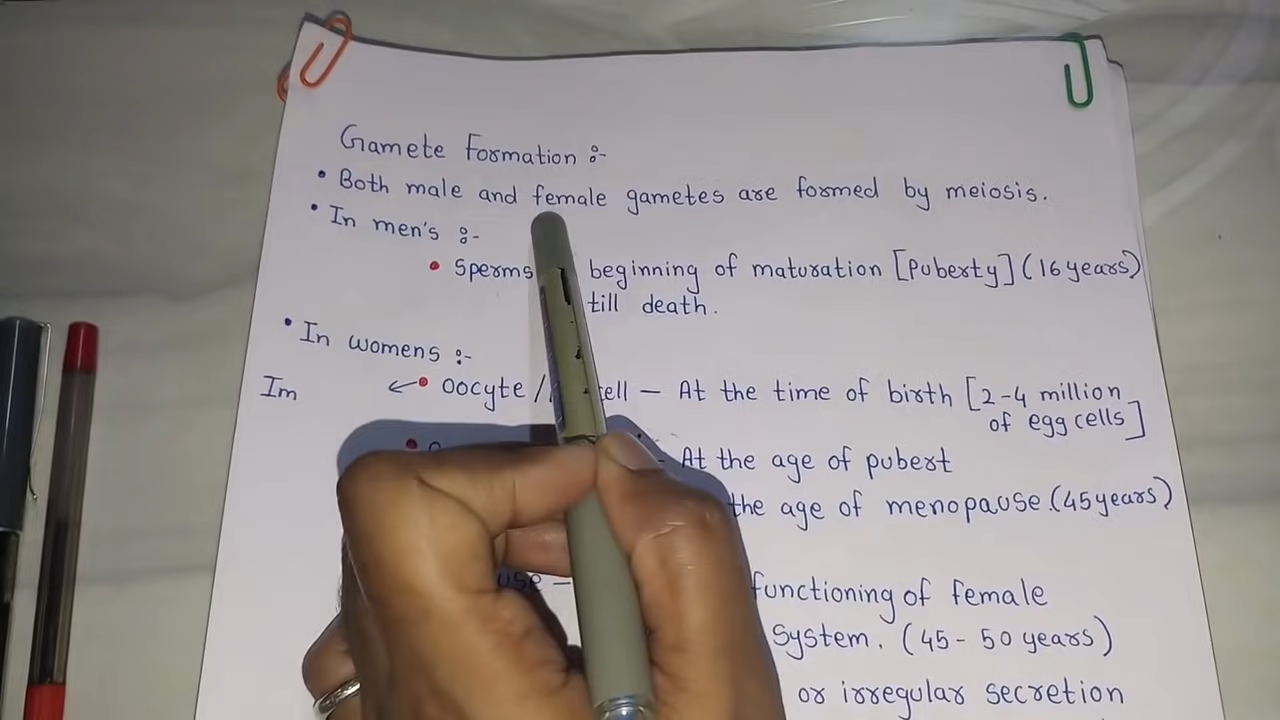 Gamete Formation :-
• Both male and female gametes are formed by meiosis.
• In men's :-
• Sperms beginning of maturation [Puberty] (16 years)
till death.
• In womens :-
Im ← • Oocyte / cell – At the time of birth [2-4 million
of egg cells]
At the age of pubert
the age of menopause. (45 years)
functioning of female
System. (45 - 50 years)
or irregular secretion